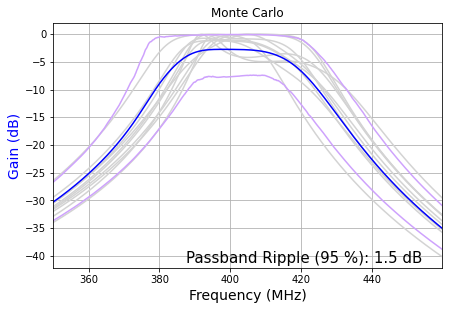 Monte Carlo
Gain (dB)
0
−5
−10
−15
−20
−25
−30
−35
−40
Passband Ripple (95 %): 1.5 dB
360 380 400 420 440
Frequency (MHz)